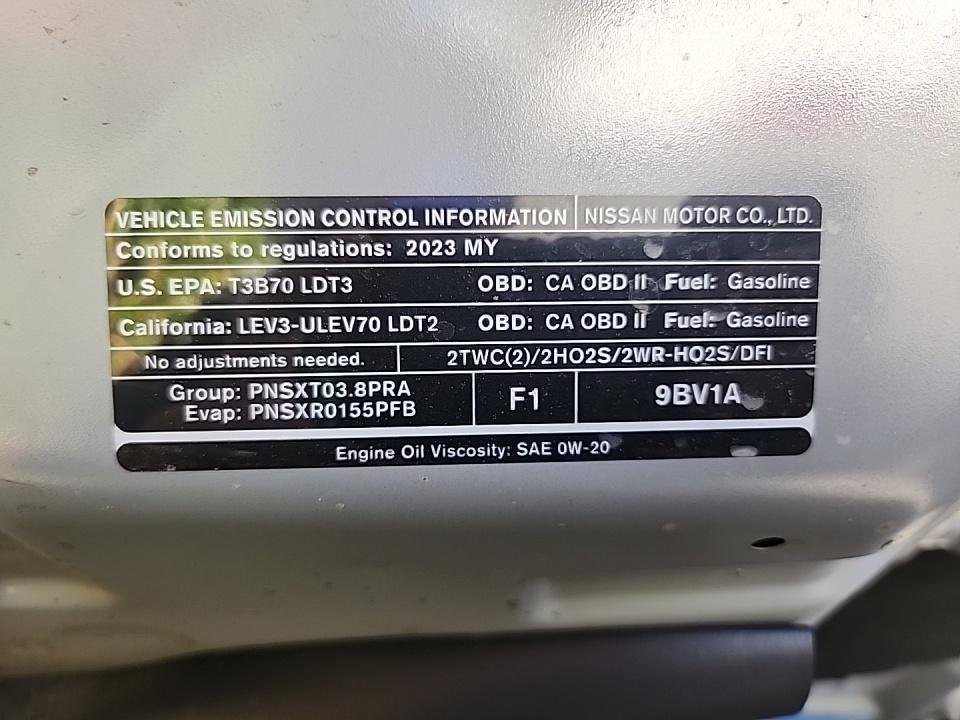 VEHICLE EMISSION CONTROL INFORMATION NISSAN MOTOR CO., LTD.
Conforms to regulations: 2023 MY
U.S. EPA: T3B70 LDT3 OBD: CA OBD II Fuel: Gasoline
California: LEV3-ULEV70 LDT2 OBD: CA OBD II Fuel: Gasoline
No adjustments needed. 2TWC(2)/2HO2S/2WR-HO2S/DFI
Group: PNSXT03.8PRA
Evap: PNSXR0155PFB
F1
9BV1A
Engine Oil Viscosity: SAE 0W-20